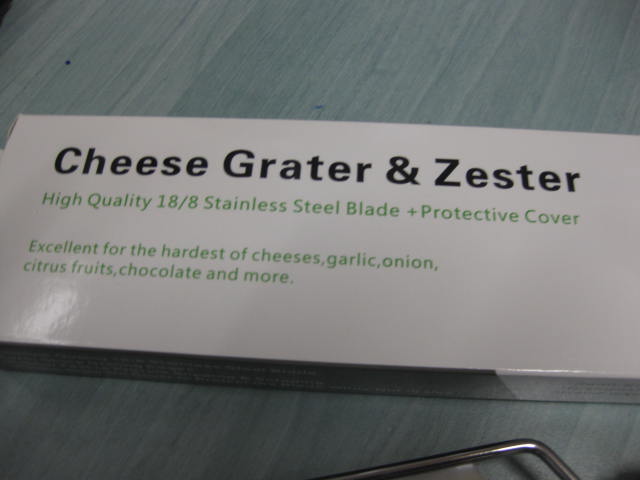 Cheese Grater & Zester
High Quality 18/8 Stainless Steel Blade +Protective Cover
Excellent for the hardest of cheeses,garlic,onion,
citrus fruits,chocolate and more.